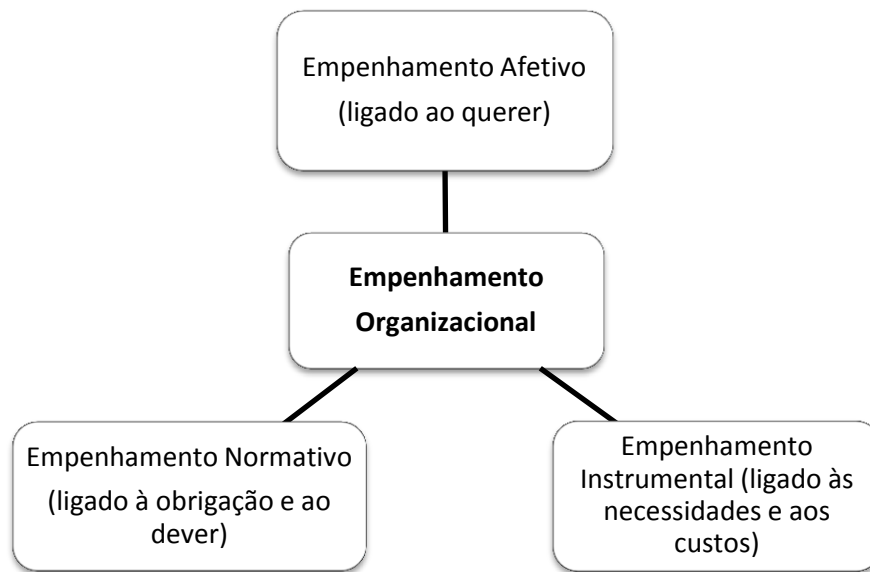 Empenhamento Afetivo
(ligado ao querer)
Empenhamento
Organizacional
Empenhamento Normativo
(ligado à obrigação e ao
dever)
Empenhamento
Instrumental (ligado às
necessidades e aos
custos)